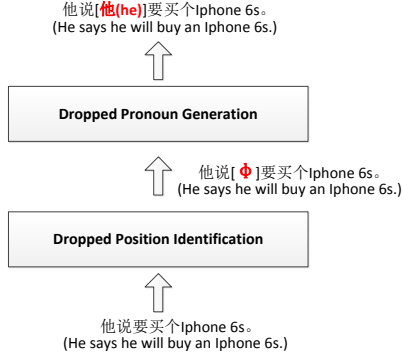 他说[他(he)]要买个Iphone 6s。
(He says he will buy an Iphone 6s.)
Dropped Pronoun Generation
他说[ Φ ]要买个Iphone 6s。
(He says he will buy an Iphone 6s.)
Dropped Position Identification
他说要买个Iphone 6s。
(He says he will buy an Iphone 6s.)